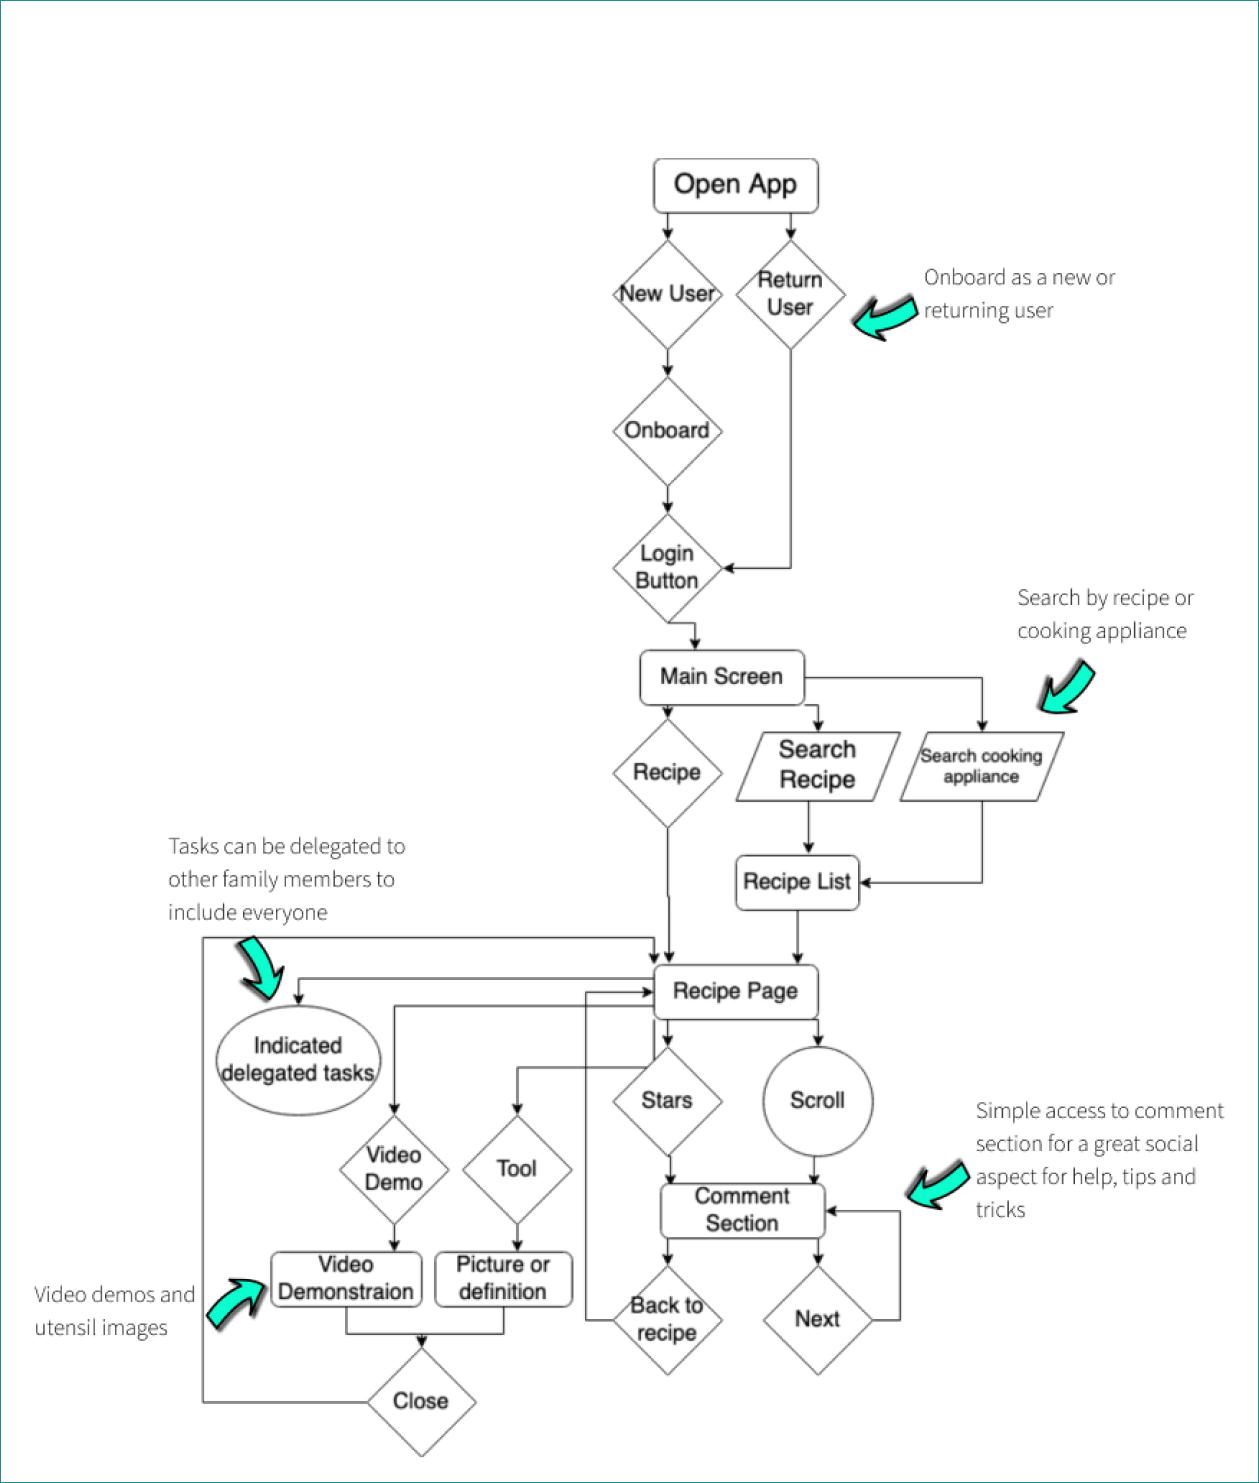 Open App
New User
Return
User
Onboard as a new or
returning user
Onboard
Login
Button
Search by recipe or
cooking appliance
Main Screen
Recipe
Search
Recipe
Search cooking
appliance
Tasks can be delegated to
other family members to
include everyone
Recipe List
Recipe Page
Indicated
delegated tasks
Stars
Scroll
Simple access to comment
section for a great social
aspect for help, tips and
tricks
Video
Demo
Tool
Comment
Section
Video demos and
utensil images
Video
Demonstraion
Picture or
definition
Back to
recipe
Next
Close